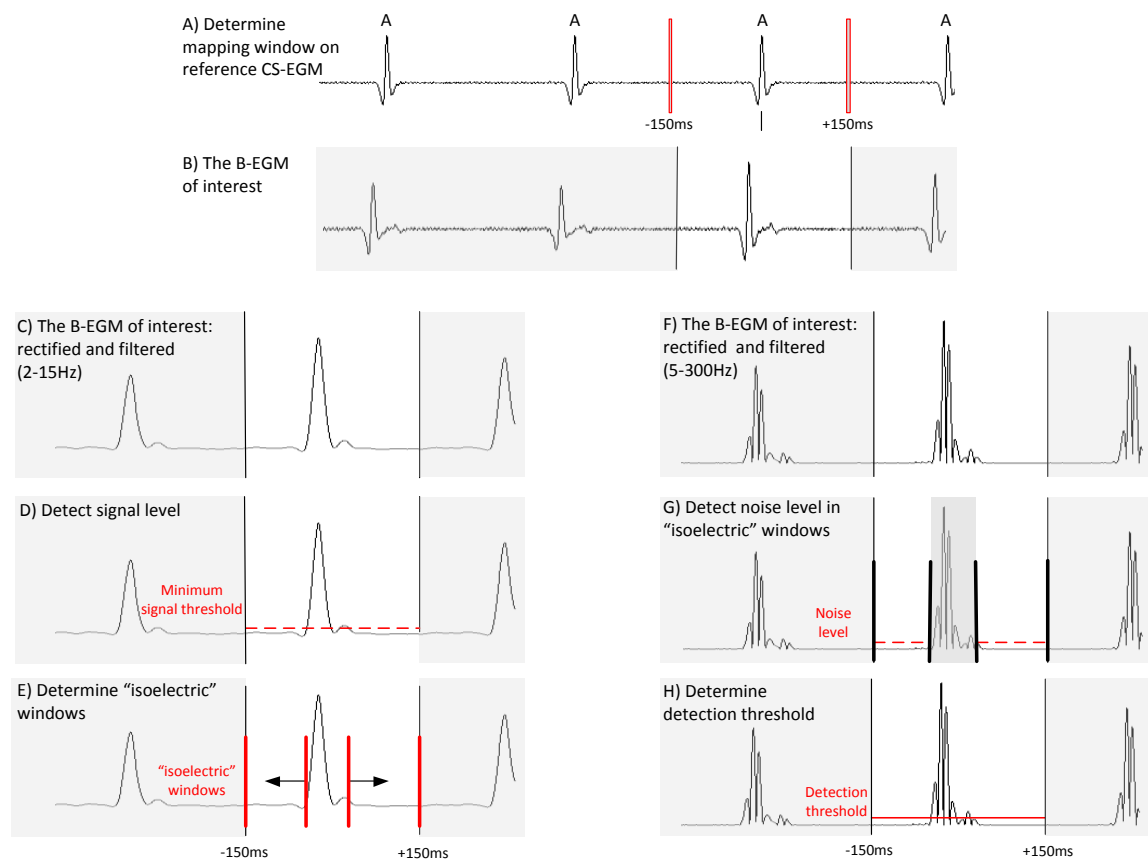 A) Determine
mapping window on
reference CS-EGM
A
A
A
A
-150ms
+150ms
B) The B-EGM
of interest
C) The B-EGM of interest:
rectified and filtered
(2-15Hz)
D) Detect signal level
Minimum
signal threshold
E) Determine “isoelectric”
windows
“isoelectric”
windows
-150ms
+150ms
F) The B-EGM of interest:
rectified and filtered
(5-300Hz)
G) Detect noise level in
“isoelectric” windows
Noise
level
H) Determine
detection threshold
Detection
threshold
-150ms
+150ms